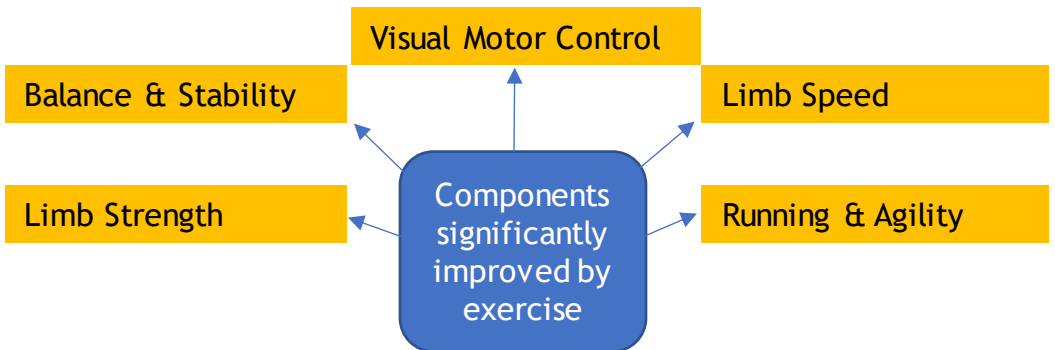 Visual Motor Control
Balance & Stability
Limb Speed
Limb Strength
Running & Agility
Components
significantly
improved by
exercise